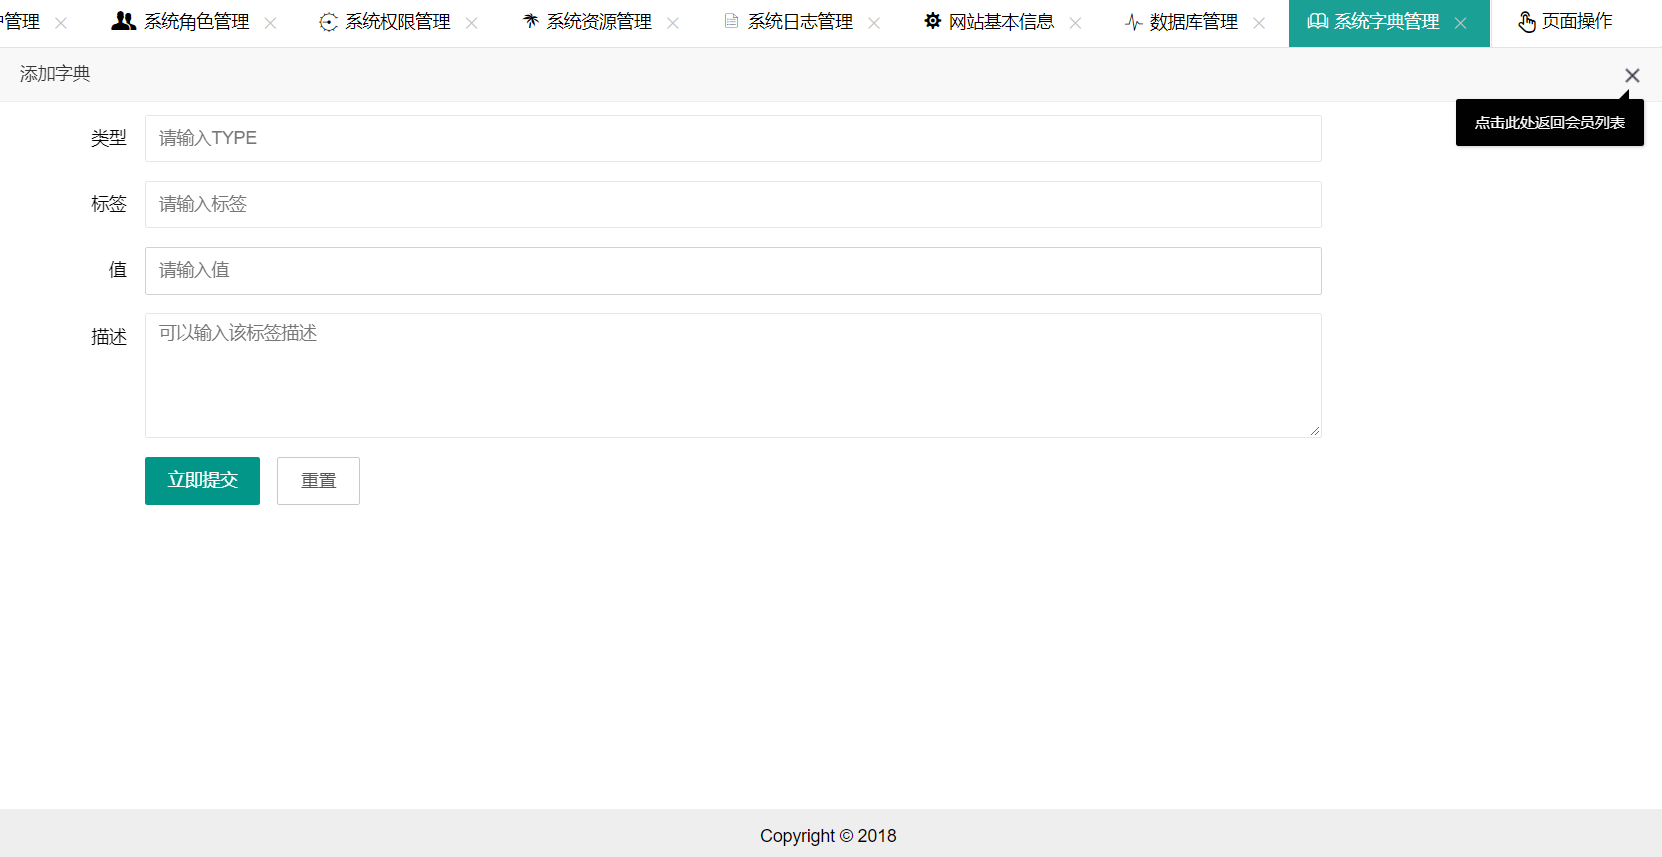 户管理 系统角色管理 系统权限管理 系统资源管理 系统日志管理 网站基本信息 数据库管理 系统字典管理 页面操作
添加字典
点击此处返回会员列表
类型 请输入TYPE
标签 请输入标签
值 请输入值
描述 可以输入该标签描述
立即提交 重置
Copyright © 2018